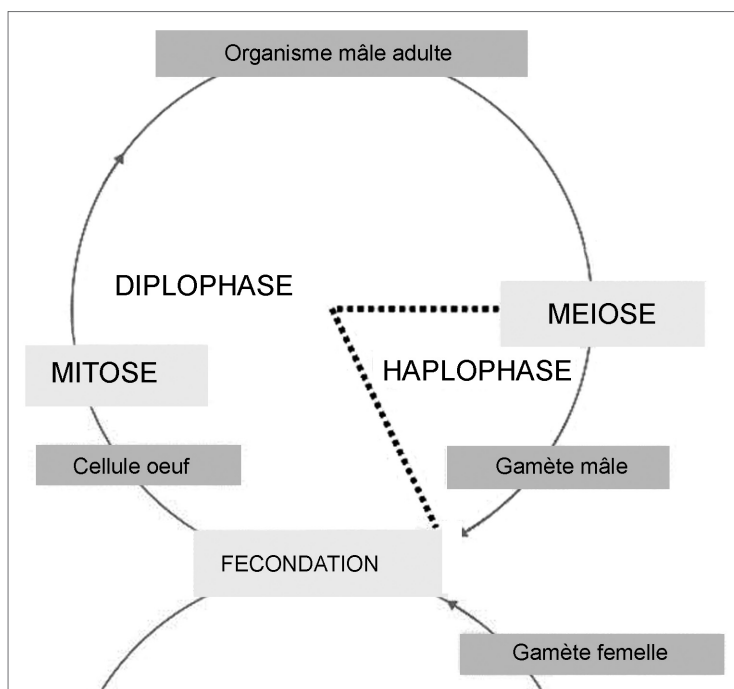 Organisme mâle adulte
DIPLOPHASE
MEIOSE
MITOSE
HAPLOPHASE
Cellule oeuf
Gamète mâle
FECONDATION
Gamète femelle